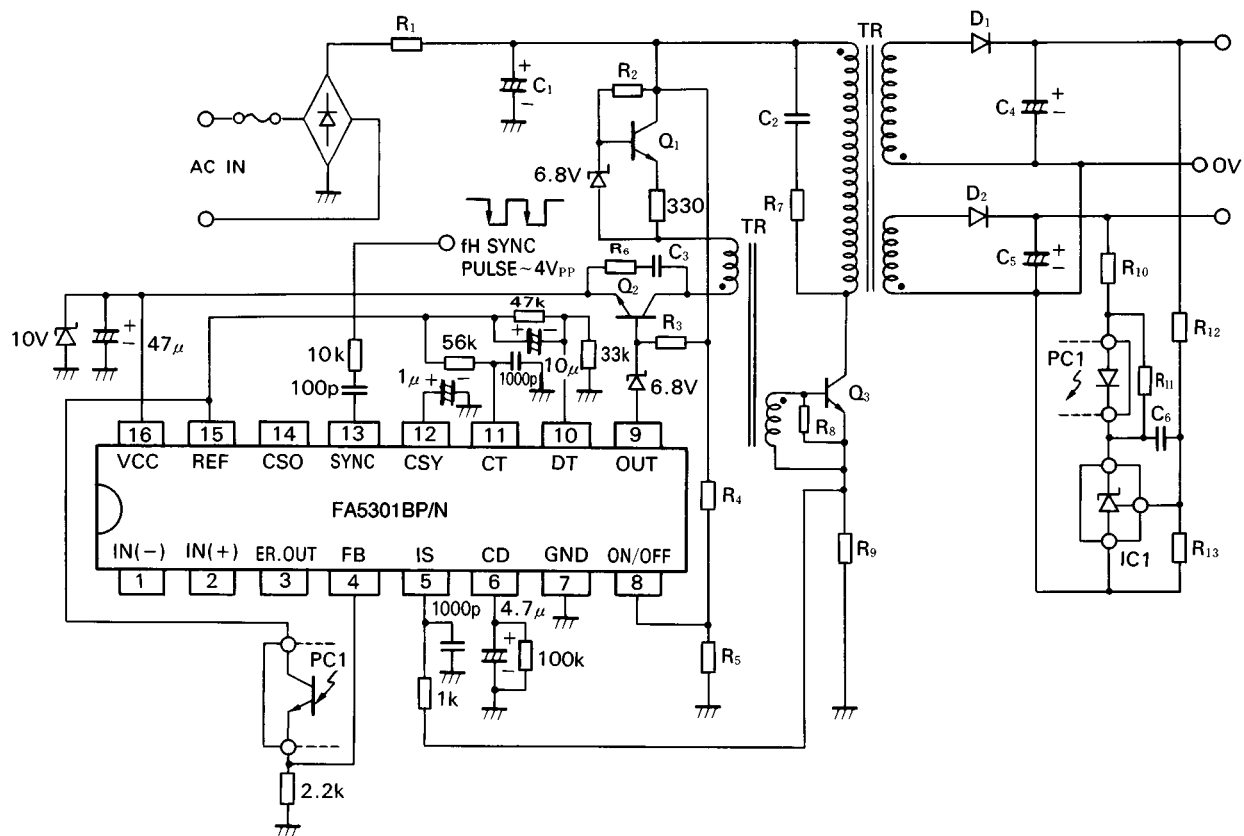 R1
TR
D1
+
C1
−
R2
C2
C4
+
−
Q1
AC IN
6.8V
0V
330
R7
D2
fH SYNC
PULSE~4VPP
TR
R6
C3
C5
+
−
R10
Q2
10V
+
−
47μ
47k
+
−
R3
R12
10k
56k
10μ
33k
PC1
100p
1μ
+
−
1000p
6.8V
Q3
R11
R8
C6
16
15
14
13
12
11
10
9
VCC
REF
CSO
SYNC
CSY
CT
DT
OUT
R4
FA5301BP/N
IN(−)
IN(+)
ER.OUT
FB
IS
CD
GND
ON/OFF
R9
IC1
R13
1
2
3
4
5
6
7
8
1000p
4.7μ
PC1
+
−
100k
R5
1k
2.2k